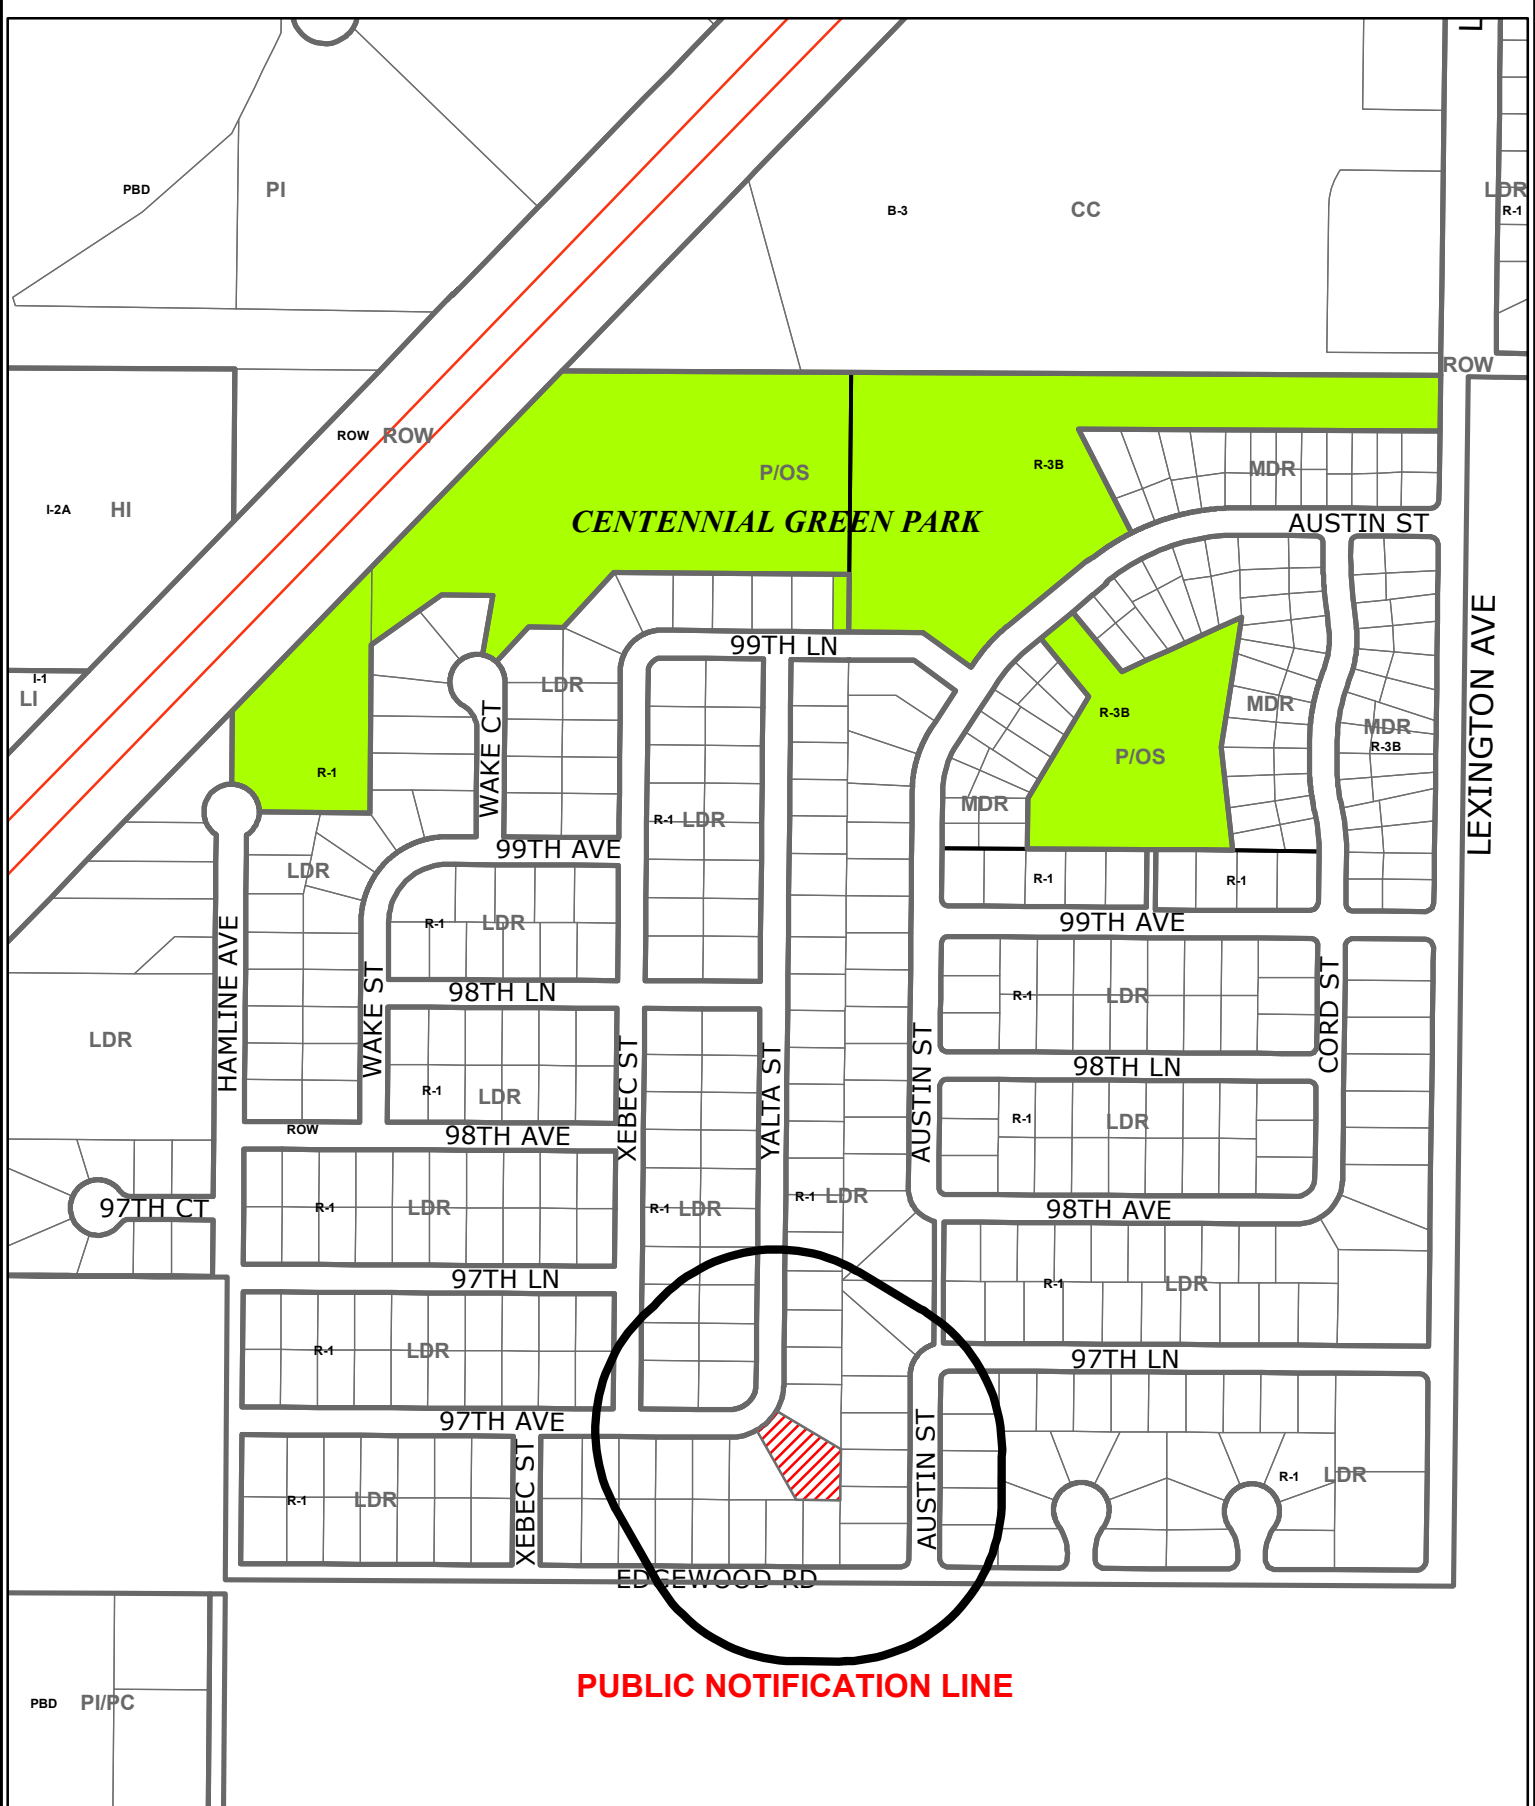 L
PBD
PI
B-3
CC
LDR
R-1
ROW
ROW
ROW
R-3B
MDR
P/OS
I-2A
HI
CENTENNIAL GREEN PARK
AUSTIN ST
99TH LN
I-1
LI
LDR
WAKE CT
R-1
R-3B
P/OS
MDR
MDR
R-3B
LEXINGTON AVE
MDR
R-1
LDR
99TH AVE
LDR
R-1
R-1
R-1
LDR
99TH AVE
HAMLINE AVE
WAKE ST
98TH LN
R-1
LDR
CORD ST
LDR
XEBEC ST
YALTA ST
AUSTIN ST
98TH LN
R-1
LDR
R-1
LDR
ROW
98TH AVE
97TH CT
R-1
LDR
R-1
LDR
R-1
LDR
98TH AVE
97TH LN
R-1
LDR
R-1
LDR
97TH LN
97TH AVE
XEBEC ST
AUSTIN ST
R-1
LDR
R-1
LDR
EDGEWOOD RD
PUBLIC NOTIFICATION LINE
PBD
PI/PC